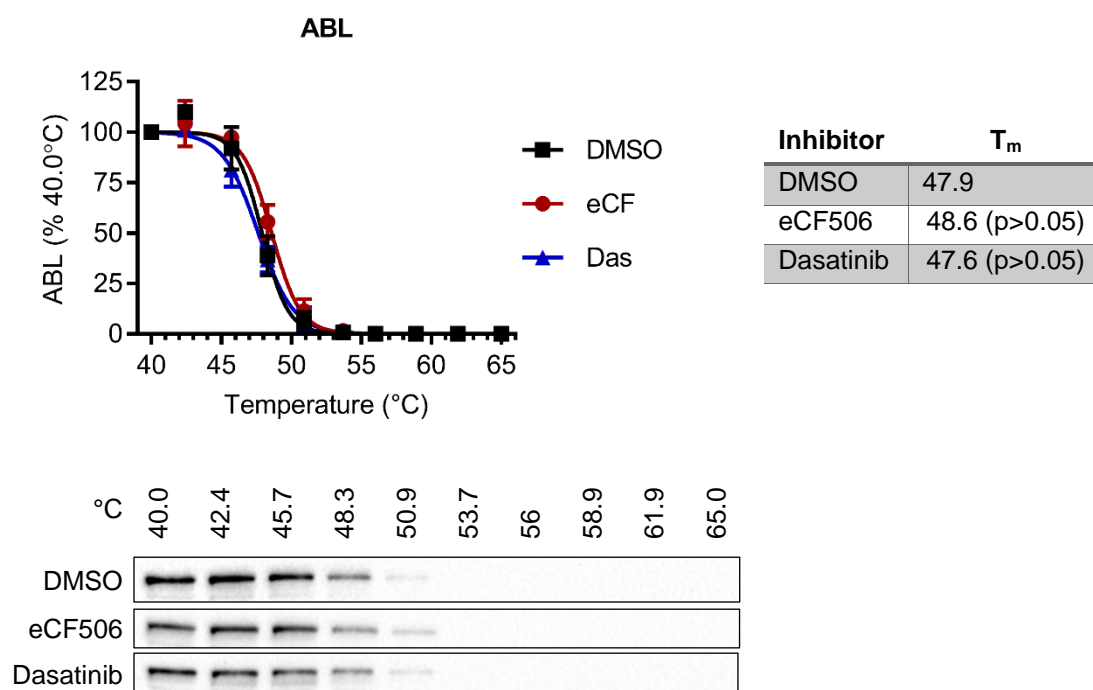 ABL
125
100
75
50
25
0
ABL (% 40.0°C)
40 45 50 55 60 65
Temperature (°C)
DMSO
eCF
Das
Inhibitor Tm
DMSO 47.9
eCF506 48.6 (p>0.05)
Dasatinib 47.6 (p>0.05)
°C 40.0 42.4 45.7 48.3 50.9 53.7 56 58.9 61.9 65.0
DMSO
eCF506
Dasatinib